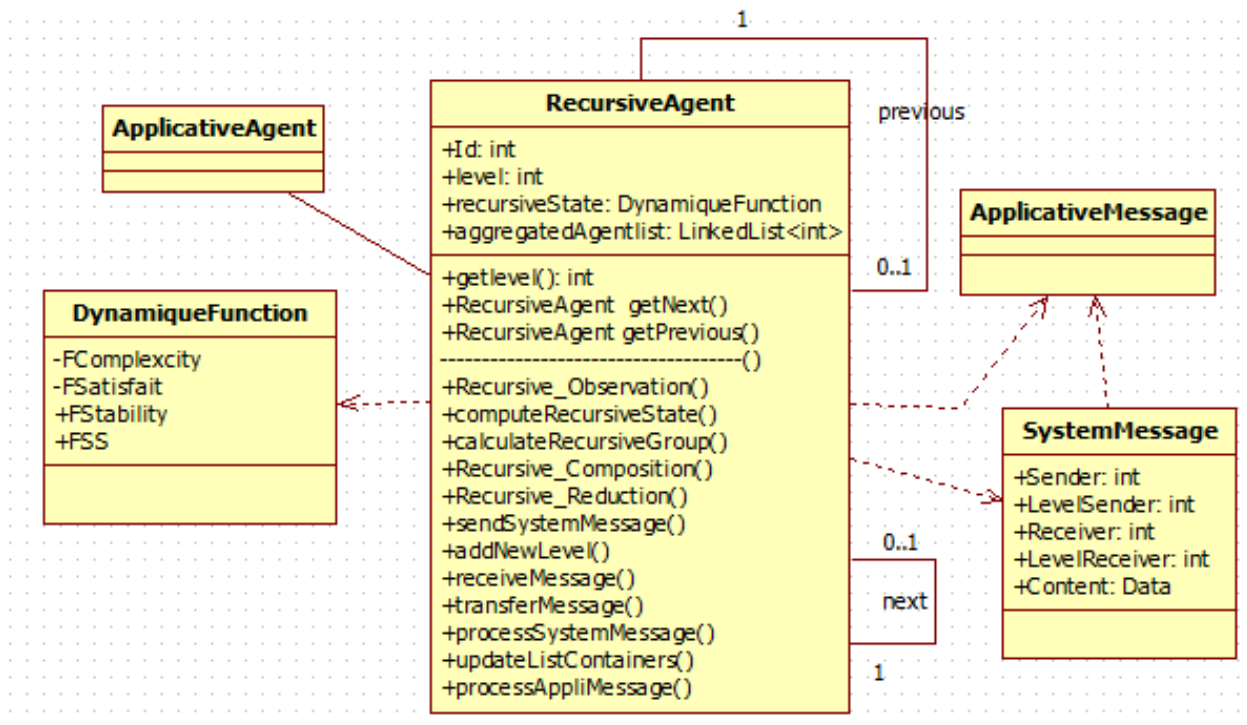 1
RecursiveAgent
previous
ApplicativeAgent
+Id: int
+level: int
+recursiveState: DynamiqueFunction
+aggregatedAgentlist: LinkedList<int>
ApplicativeMessage
0..1
+getlevel(): int
+RecursiveAgent getNext()
+RecursiveAgent getPrevious()
------------------------------------()
+Recursive_Observation()
+computeRecursiveState()
+calculateRecursiveGroup()
+Recursive_Composition()
+Recursive_Reduction()
+sendSystemMessage()
+addNewLevel()
+receiveMessage()
+transferMessage()
+processSystemMessage()
+updateListContainers()
+processAppliMessage()
DynamiqueFunction
-FComplexcity
-FSatisfait
+FStability
+FSS
SystemMessage
+Sender: int
+LevelSender: int
+Receiver: int
+LevelReceiver: int
+Content: Data
0..1
next
1